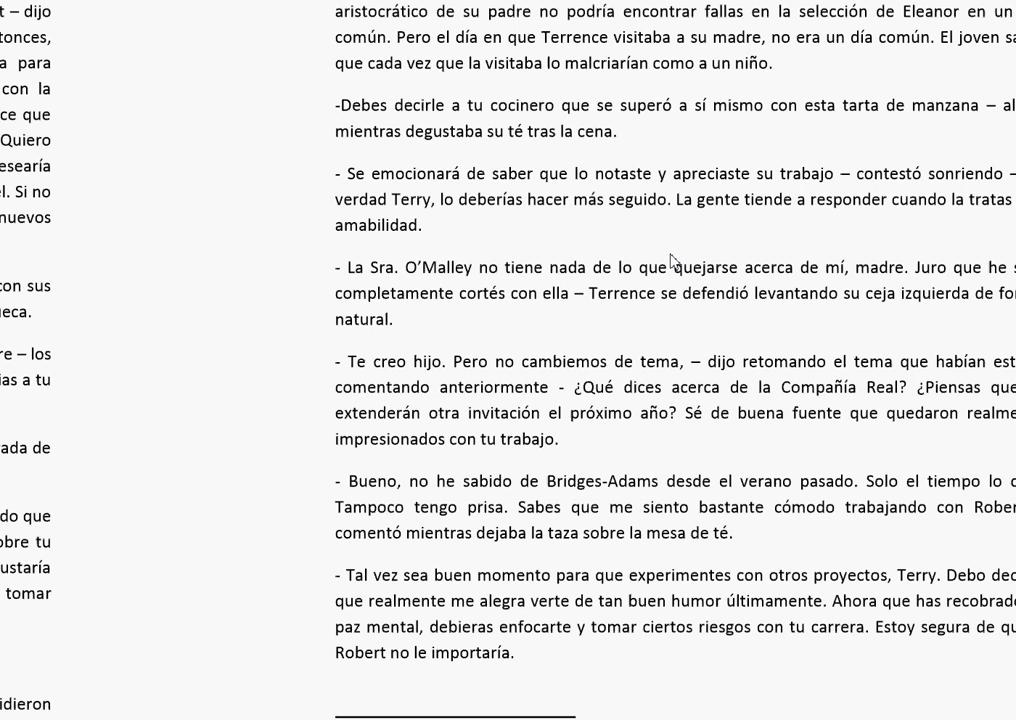 t – dijo
tonces,
a para
con la
ce que
Quiero
esearía
l. Si no
nuevos
con sus
ueca.
re – los
ias a tu
ada de
do que
obre tu
ustaría
tomar
idieron
aristocrático de su padre no podría encontrar fallas en la selección de Eleanor en un
común. Pero el día en que Terrence visitaba a su madre, no era un día común. El joven sa
que cada vez que la visitaba lo malcriarían como a un niño.
-Debes decirle a tu cocinero que se superó a sí mismo con esta tarta de manzana – al
mientras degustaba su té tras la cena.
- Se emocionará de saber que lo notaste y apreciaste su trabajo – contestó sonriendo –
verdad Terry, lo deberías hacer más seguido. La gente tiende a responder cuando la tratas
amabilidad.
- La Sra. O’Malley no tiene nada de lo que quejarse acerca de mí, madre. Juro que he s
completamente cortés con ella – Terrence se defendió levantando su ceja izquierda de for
natural.
- Te creo hijo. Pero no cambiemos de tema, – dijo retomando el tema que habían est
comentando anteriormente - ¿Qué dices acerca de la Compañía Real? ¿Piensas que
extenderán otra invitación el próximo año? Sé de buena fuente que quedaron realme
impresionados con tu trabajo.
- Bueno, no he sabido de Bridges-Adams desde el verano pasado. Solo el tiempo lo d
Tampoco tengo prisa. Sabes que me siento bastante cómodo trabajando con Rober
comentó mientras dejaba la taza sobre la mesa de té.
- Tal vez sea buen momento para que experimentes con otros proyectos, Terry. Debo dec
que realmente me alegra verte de tan buen humor últimamente. Ahora que has recobrado
paz mental, debieras enfocarte y tomar ciertos riesgos con tu carrera. Estoy segura de qu
Robert no le importaría.